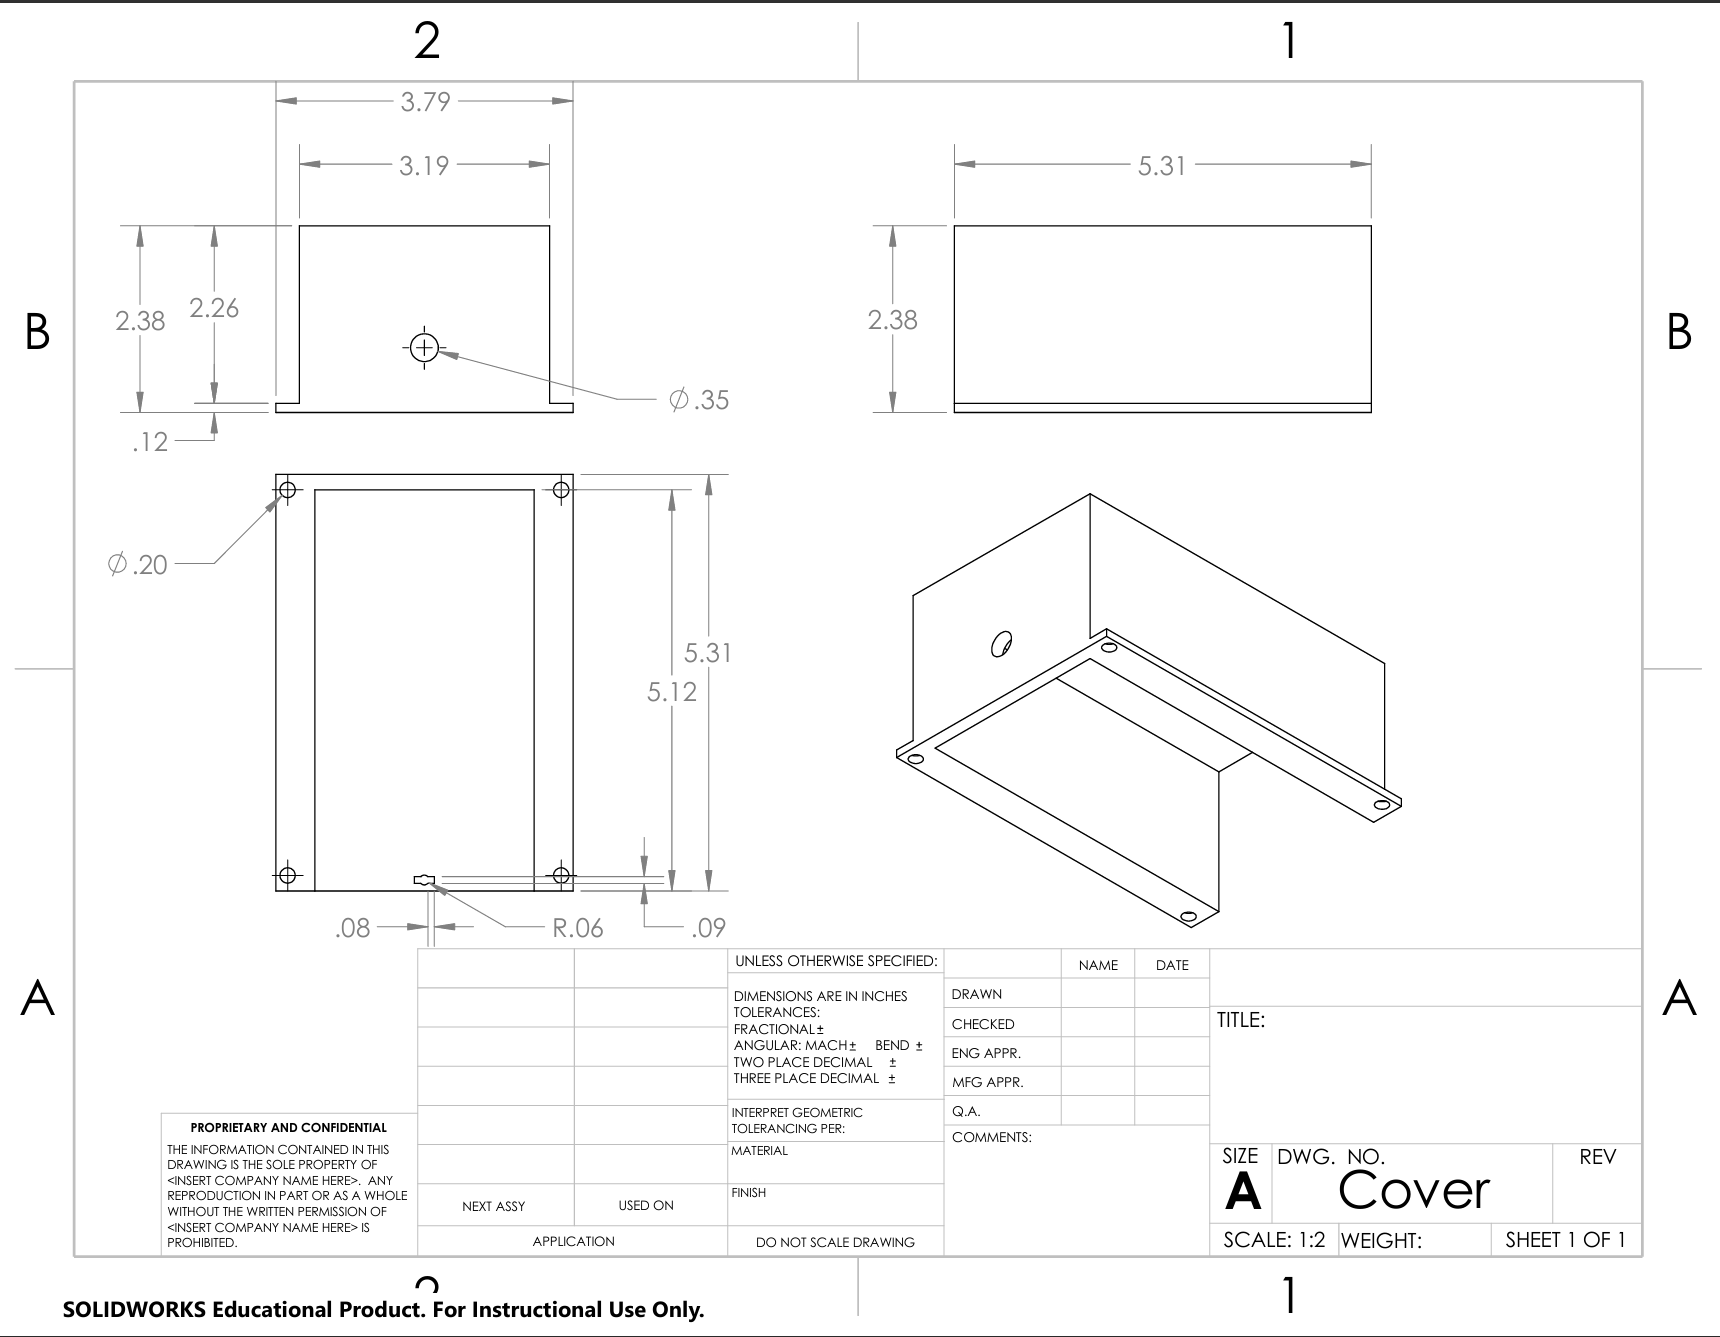 2 1
3.79
3.19
5.31
B
2.38
2.26
2.38
B
⌀.35
.12
⌀.20
5.31
5.12
.08
R.06
.09
A
A
UNLESS OTHERWISE SPECIFIED:
DIMENSIONS ARE IN INCHES
TOLERANCES:
FRACTIONAL±
ANGULAR: MACH± BEND ±
TWO PLACE DECIMAL ±
THREE PLACE DECIMAL ±
INTERPRET GEOMETRIC
TOLERANCING PER:
MATERIAL
FINISH
DO NOT SCALE DRAWING
NAME DATE
DRAWN
CHECKED
ENG APPR.
MFG APPR.
Q.A.
COMMENTS:
TITLE:
SIZE DWG. NO. REV
A Cover
SCALE: 1:2 WEIGHT: SHEET 1 OF 1
PROPRIETARY AND CONFIDENTIAL
THE INFORMATION CONTAINED IN THIS
DRAWING IS THE SOLE PROPERTY OF
<INSERT COMPANY NAME HERE>. ANY
REPRODUCTION IN PART OR AS A WHOLE
WITHOUT THE WRITTEN PERMISSION OF
<INSERT COMPANY NAME HERE> IS
PROHIBITED.
NEXT ASSY USED ON
APPLICATION
2 1
SOLIDWORKS Educational Product. For Instructional Use Only.